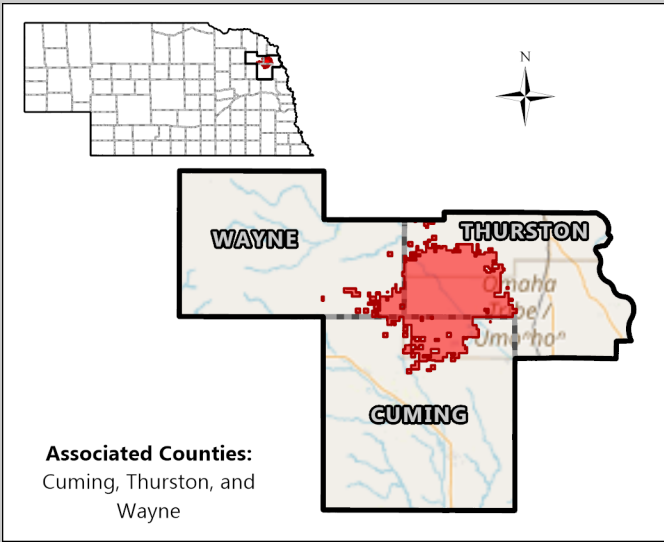 N
WAYNE
THURSTON
Omaha
Tribe /
Umoⁿhoⁿ
CUMING
Associated Counties:
Cuming, Thurston, and
Wayne